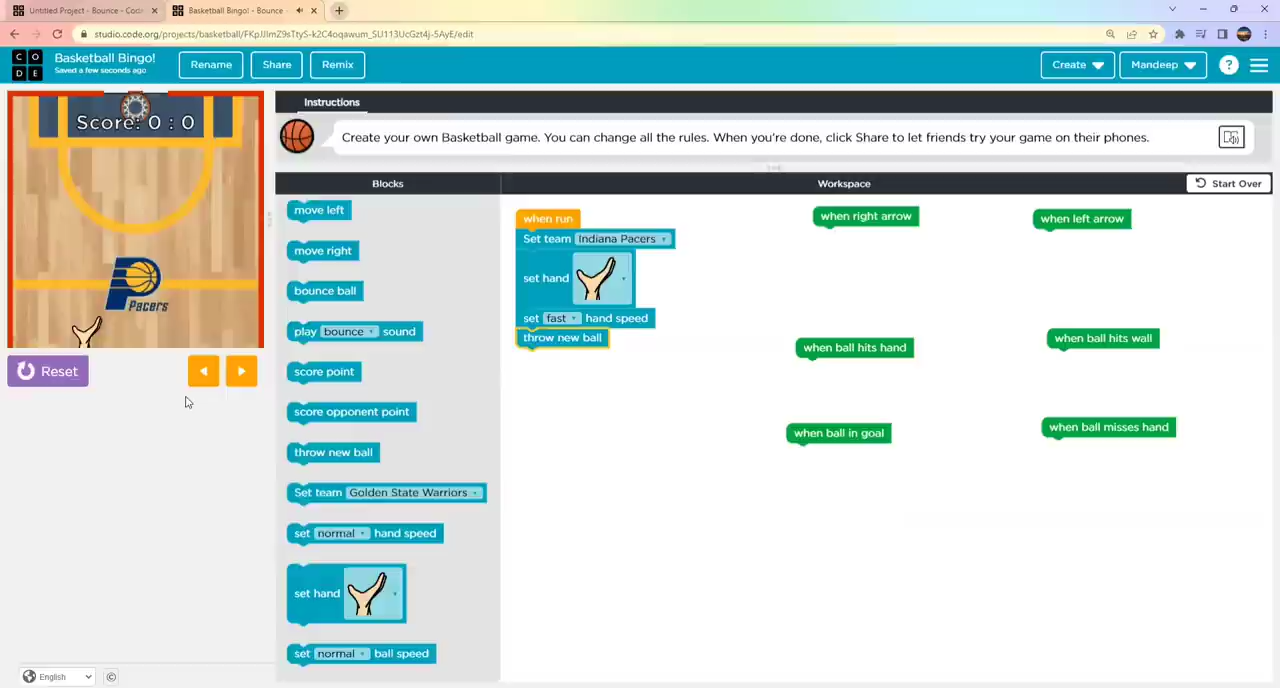 Untitled Project - Bounce - Cod
Basketball Bingo! - Bounce
studio.code.org/projects/basketball/FKpJJImZ9sTtyS-k2C4oqawum_SU113UcGzt4j-5AyE/edit
C O
D E
Basketball Bingo!
Saved a few seconds ago
Rename
Share
Remix
Create
Mandeep
?
Instructions
Create your own Basketball game. You can change all the rules. When you're done, click Share to let friends try your game on their phones.
Score: 0 : 0
Pacers
Reset
Blocks
Workspace
Start Over
move left
move right
bounce ball
play bounce sound
score point
score opponent point
throw new ball
Set team Golden State Warriors
set normal hand speed
set hand
set normal ball speed
when run
Set team Indiana Pacers
set hand
set fast hand speed
throw new ball
when right arrow
when left arrow
when ball hits hand
when ball hits wall
when ball in goal
when ball misses hand
English
©